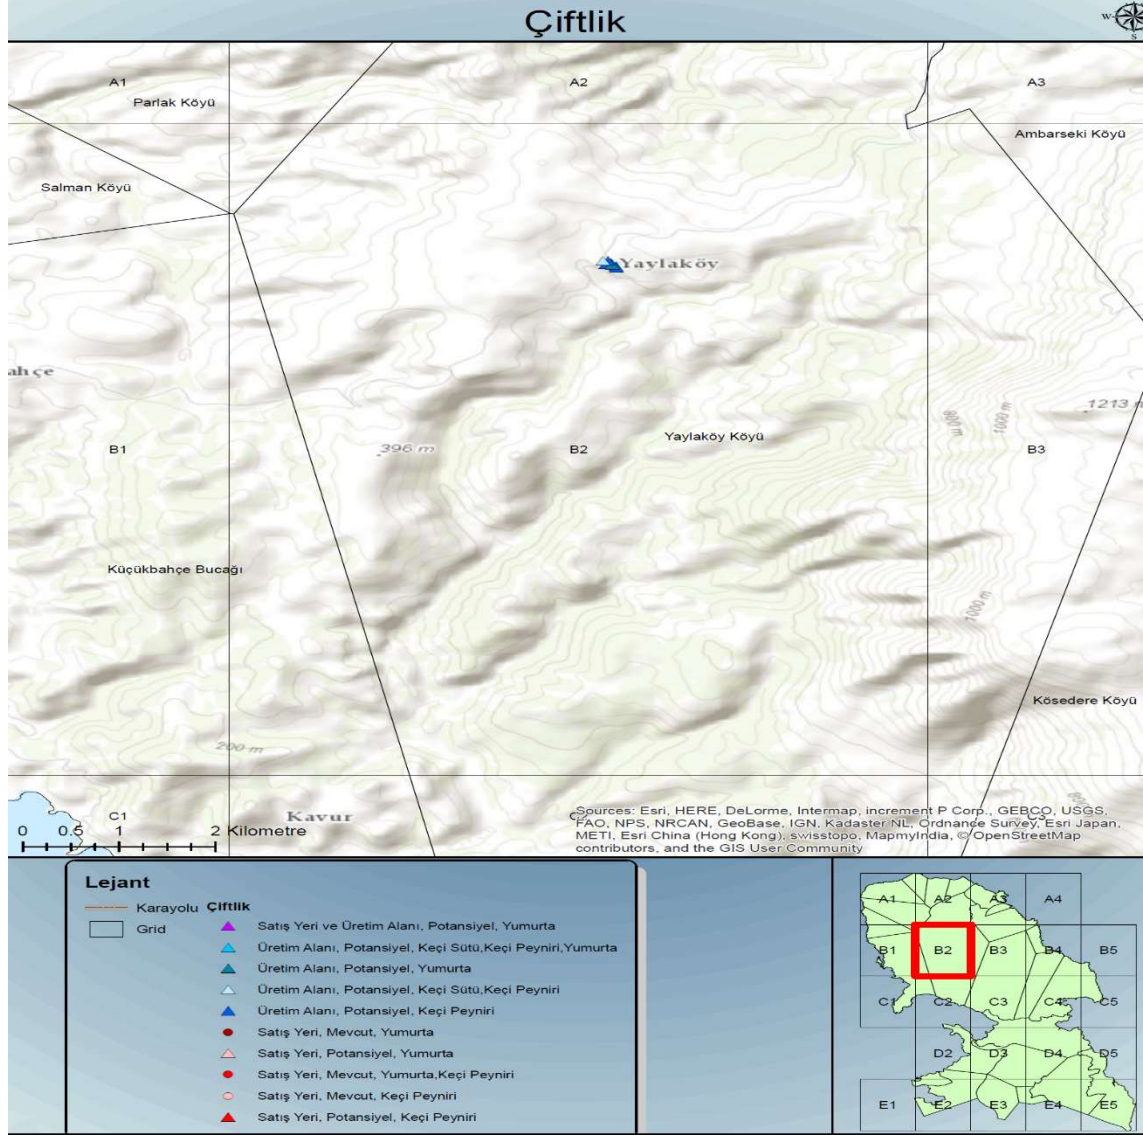 Çiftlik
W
S
A1
A2
A3
Parlak Köyü
Ambarseki Köyü
Salman Köyü
Yaylaköy
ahçe
1213 m
800 m
1000 m
Yaylaköy Köyü
B1
396 m
B2
B3
Küçükbahçe Bucağı
1000 m
Kösedere Köyü
200 m
C1
Kavur
0 0.5 1 2 Kilometre
Sources: Esri, HERE, DeLorme, Intermap, increment P Corp., GEBCO, USGS,
FAO, NPS, NRCAN, GeoBase, IGN, Kadaster NL, Ordnance Survey, Esri Japan,
METI, Esri China (Hong Kong), swisstopo, MapmyIndia, © OpenStreetMap
contributors, and the GIS User Community
Lejant
Karayolu
Grid
Çiftlik
Satış Yeri ve Üretim Alanı, Potansiyel, Yumurta
Üretim Alanı, Potansiyel, Keçi Sütü,Keçi Peyniri,Yumurta
Üretim Alanı, Potansiyel, Yumurta
Üretim Alanı, Potansiyel, Keçi Sütü,Keçi Peyniri
Üretim Alanı, Potansiyel, Keçi Peyniri
Satış Yeri, Mevcut, Yumurta
Satış Yeri, Potansiyel, Yumurta
Satış Yeri, Mevcut, Yumurta,Keçi Peyniri
Satış Yeri, Mevcut, Keçi Peyniri
Satış Yeri, Potansiyel, Keçi Peyniri
A1 A2 A3 A4
B1 B2 B3 B4 B5
C1 C2 C3 C4 C5
D2 D3 D4 D5
E1 E2 E3 E4 E5